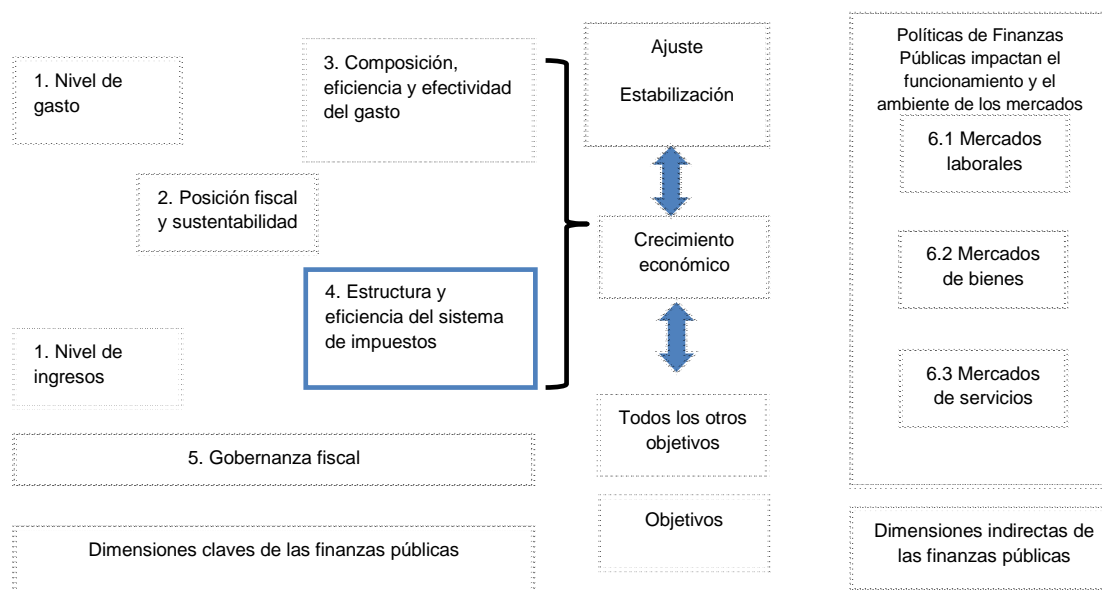 1. Nivel de
gasto
3. Composición,
eficiencia y efectividad
del gasto
2. Posición fiscal
y sustentabilidad
4. Estructura y
eficiencia del sistema
de impuestos
1. Nivel de
ingresos
5. Gobernanza fiscal
Dimensiones claves de las finanzas públicas
Ajuste
Estabilización
Crecimiento
económico
Todos los otros
objetivos
Objetivos
Políticas de Finanzas
Públicas impactan el
funcionamiento y el
ambiente de los mercados
6.1 Mercados
laborales
6.2 Mercados
de bienes
6.3 Mercados
de servicios
Dimensiones indirectas de
las finanzas públicas